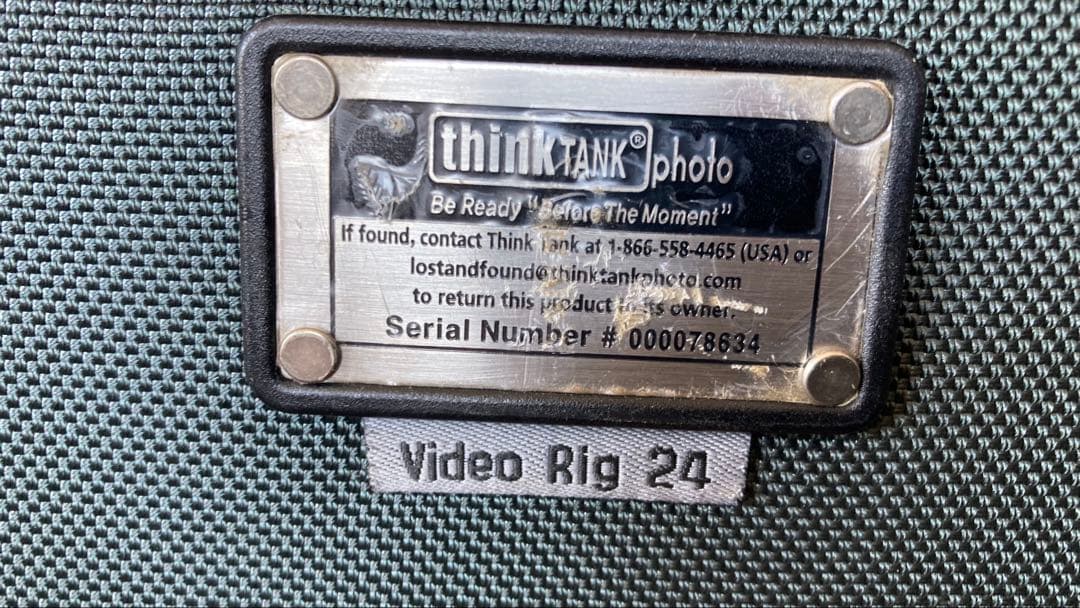 thinkTANK® photo
Be Ready "Before The Moment"
If found, contact Think Tank at 1-866-558-4465 (USA) or
lostandfound@thinktankphoto.com
to return this product to its owner.
Serial Number # 000078634
Video Rig 24